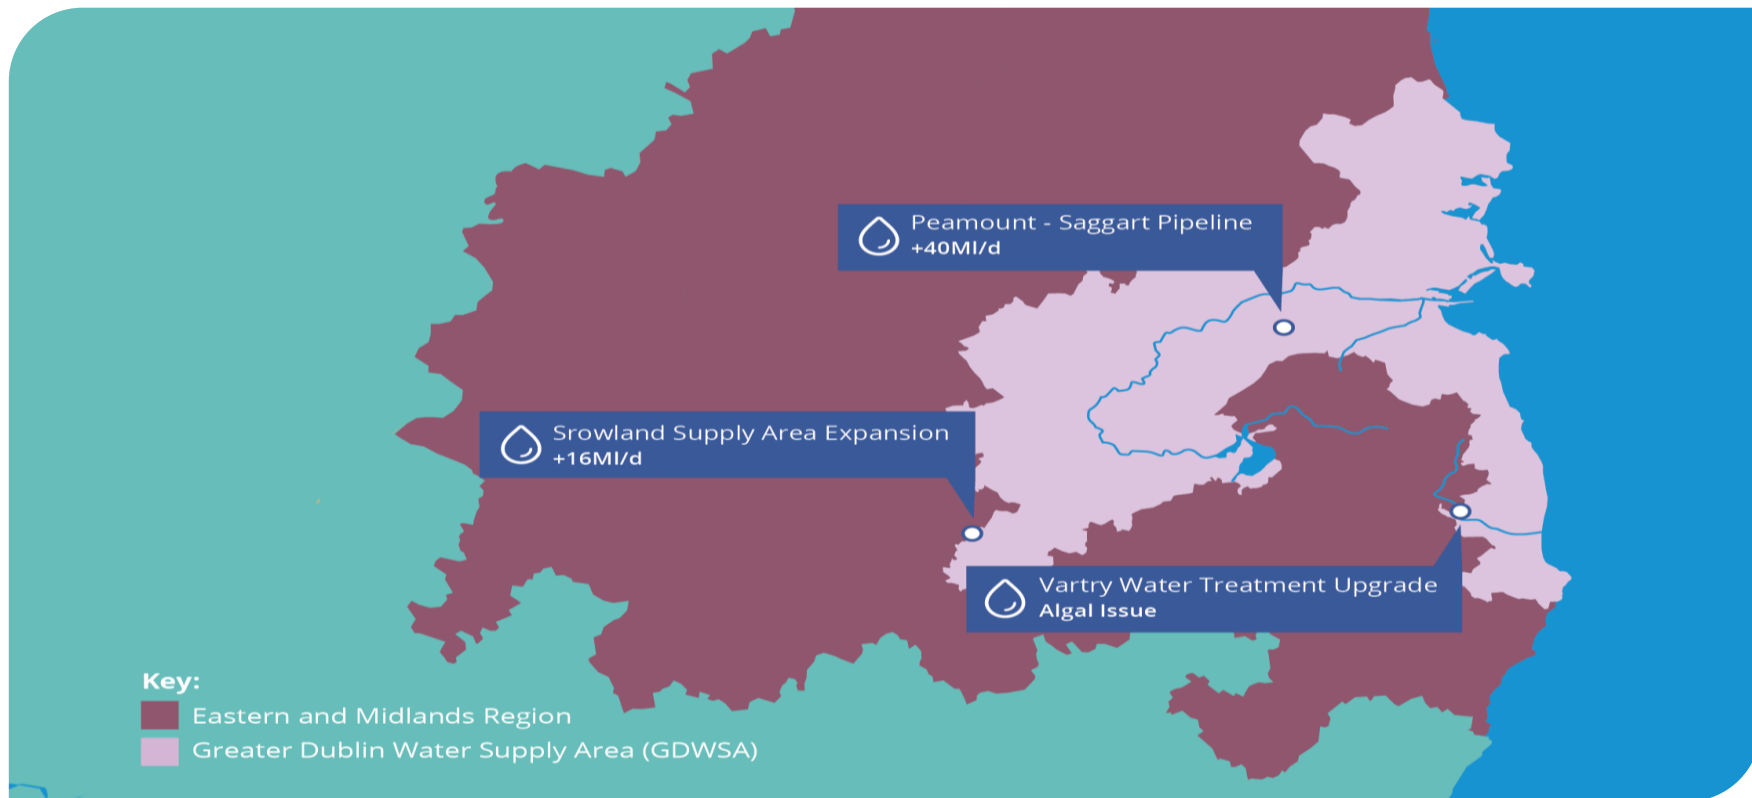 Peamount - Saggart Pipeline
+40Ml/d
Srowland Supply Area Expansion
+16Ml/d
Vartry Water Treatment Upgrade
Algal Issue
Key:
Eastern and Midlands Region
Greater Dublin Water Supply Area (GDWSA)